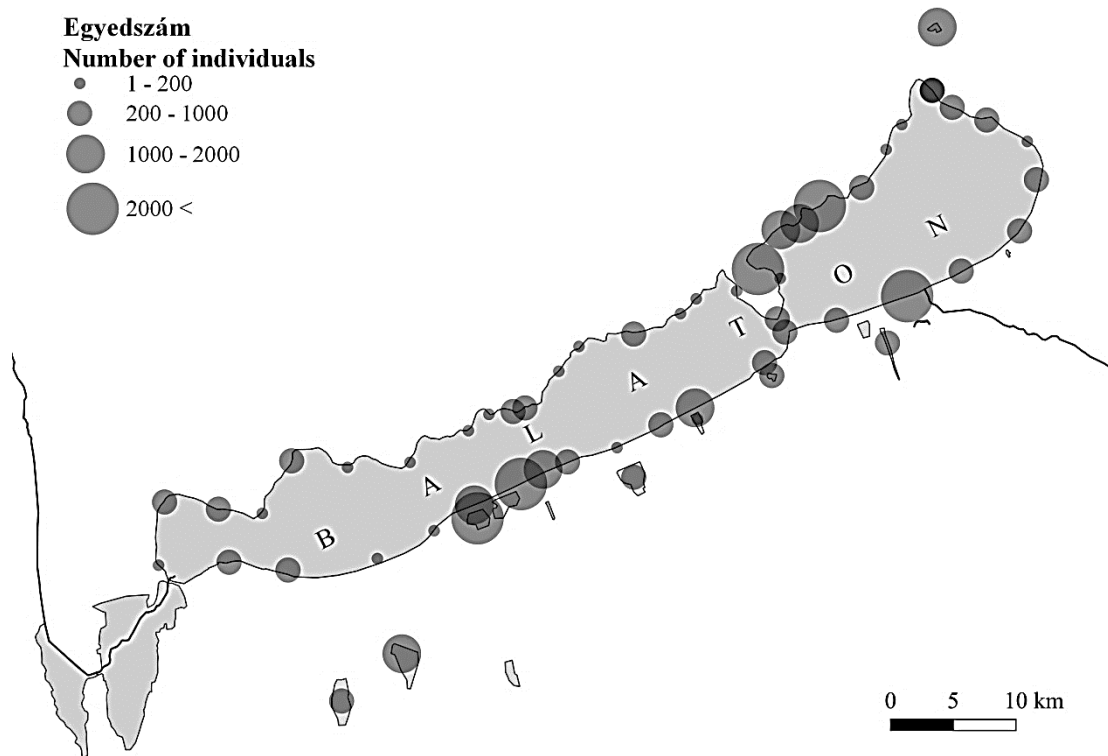 Egyedszám
Number of individuals
1 - 200
200 - 1000
1000 - 2000
2000 <
B A L A T O N
0 5 10 km